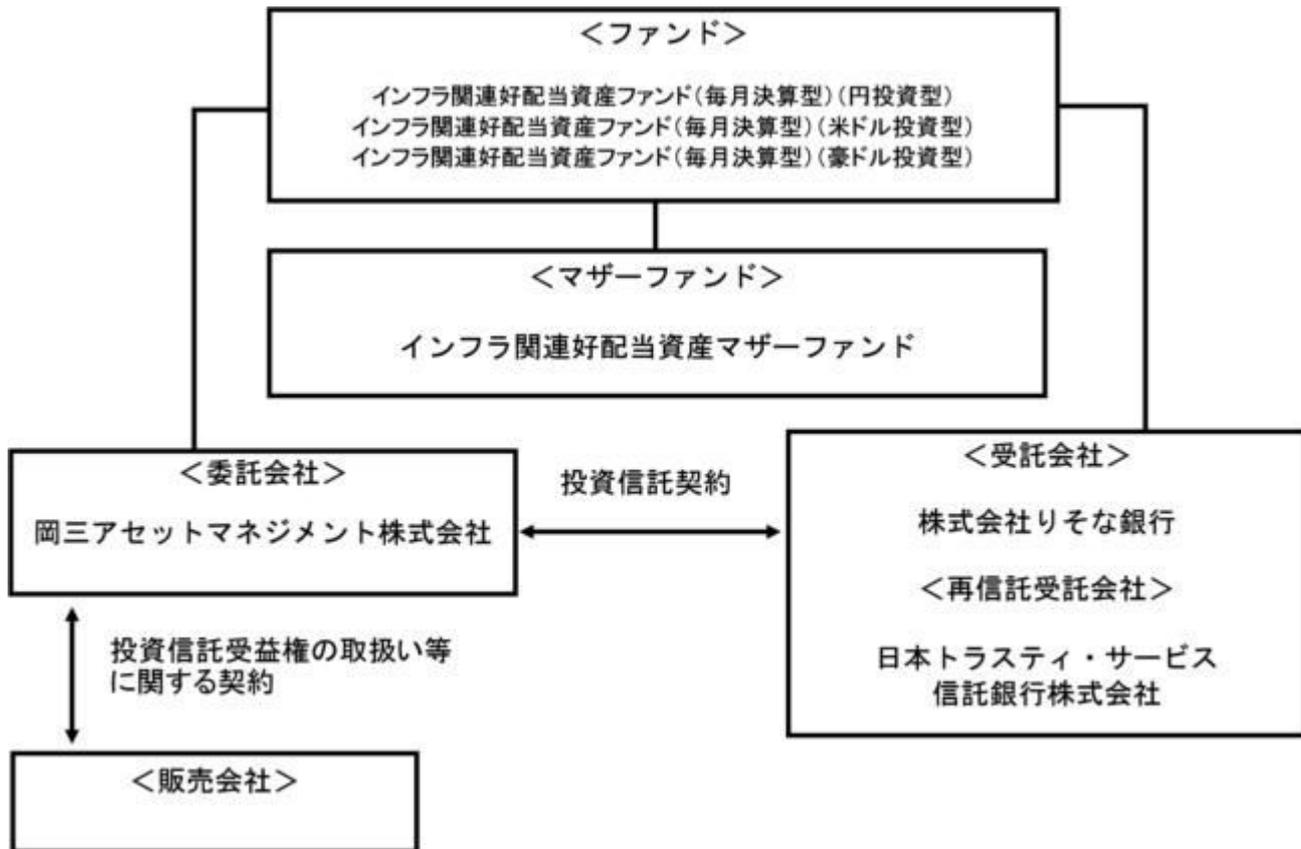 ＜ファンド＞
インフラ関連好配当資産ファンド(毎月決算型)(円投資型)
インフラ関連好配当資産ファンド(毎月決算型)(米ドル投資型)
インフラ関連好配当資産ファンド(毎月決算型)(豪ドル投資型)
＜マザーファンド＞
インフラ関連好配当資産マザーファンド
＜委託会社＞
岡三アセットマネジメント株式会社
投資信託契約
＜受託会社＞
株式会社りそな銀行
＜再信託受託会社＞
日本トラスティ・サービス
信託銀行株式会社
投資信託受益権の取扱い等
に関する契約
＜販売会社＞